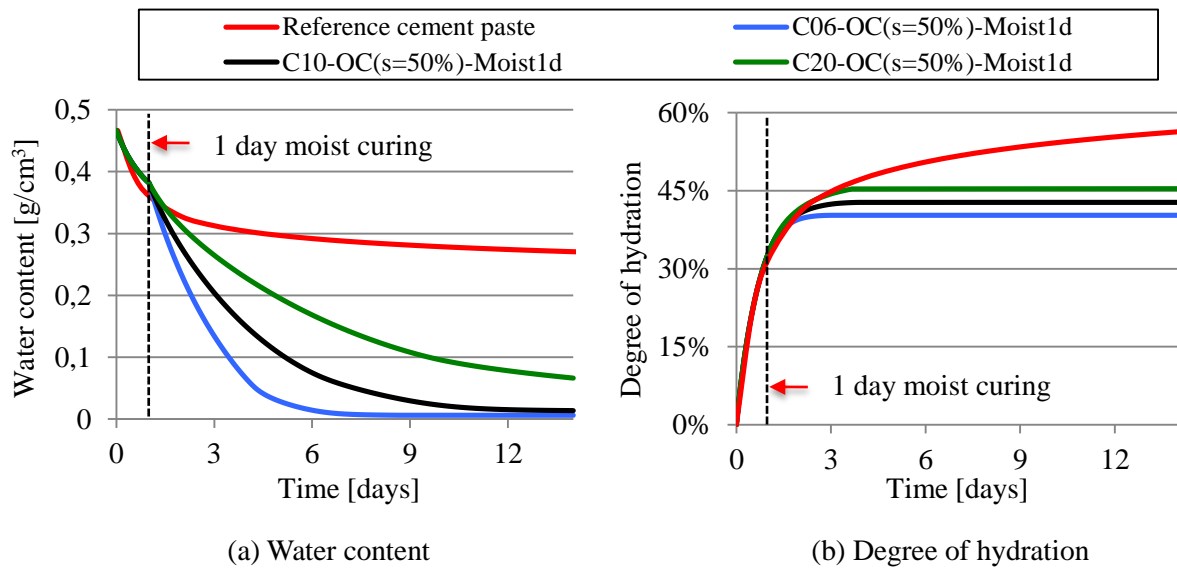 Reference cement paste
C06-OC(s=50%)-Moist1d
C10-OC(s=50%)-Moist1d
C20-OC(s=50%)-Moist1d
0,5
0,4
0,3
0,2
0,1
0
Water content [g/cm³]
1 day moist curing
0 3 6 9 12
Time [days]
(a) Water content
60%
45%
30%
15%
0%
Degree of hydration
1 day moist curing
0 3 6 9 12
Time [days]
(b) Degree of hydration